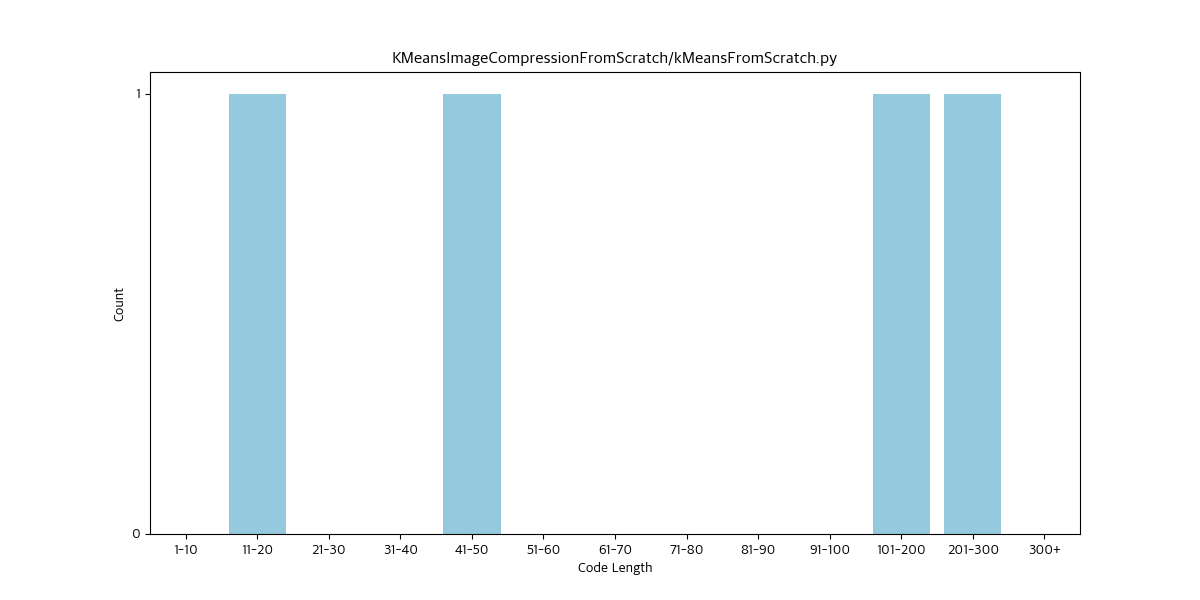 KMeansImageCompressionFromScratch/kMeansFromScratch.py
1
Count
0
1-10 11-20 21-30 31-40 41-50 51-60 61-70 71-80 81-90 91-100 101-200 201-300 300+
Code Length